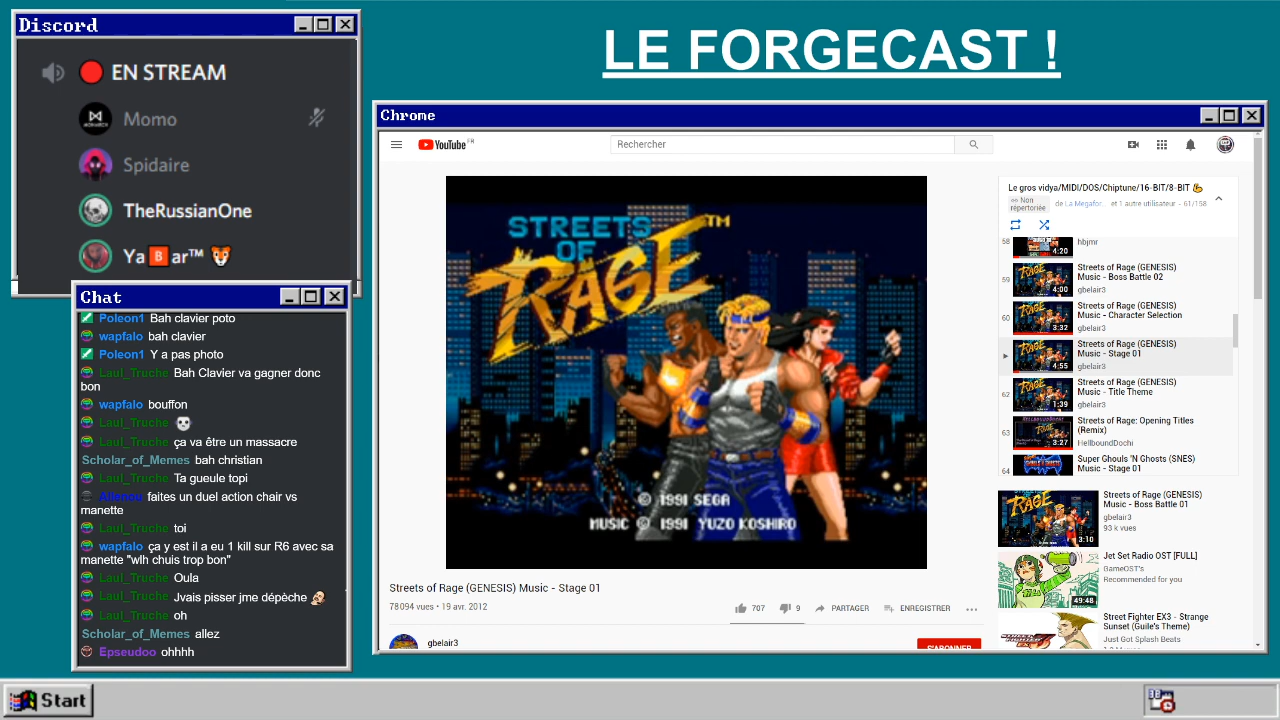 Discord
EN STREAM
Momo
Spidaire
TheRussianOne
Ya🅱ar™ 🐯
Chat
Poleon1 Bah clavier poto
wapfalo bah clavier
Poleon1 Y a pas photo
Laul_Truche Bah Clavier va gagner donc
bon
wapfalo bouffon
Laul_Truche 💀
Laul_Truche ça va être un massacre
Scholar_of_Memes bah christian
Laul_Truche Ta gueule topi
Alienou faites un duel action chair vs
manette
Laul_Truche toi
wapfalo ça y est il a eu 1 kill sur R6 avec sa
manette "wlh chuis trop bon"
Laul_Truche Oula
Laul_Truche Jvais pisser jme dépèche
Laul_Truche oh
Scholar_of_Memes allez
Epseudoo ohhhh
LE FORGECAST !
Chrome
YouTube FR
Rechercher
STREETS
OF
RAGE™
© 1991 SEGA
MUSIC © 1991 YUZO KOSHIRO
Streets of Rage (GENESIS) Music - Stage 01
78 094 vues • 19 avr. 2012
707
9
PARTAGER
ENREGISTRER
gbelair3
S'ABONNER
Le gros vidya/MIDI/DOS/Chiptune/16-BIT/8-BIT 💪
Non
répertoriée
de La Megafor... et 1 autre utilisateur - 61/158
58
hbjmr
4:20
Streets of Rage (GENESIS)
Music - Boss Battle 02
gbelair3
4:00
60
Streets of Rage (GENESIS)
Music - Character Selection
gbelair3
3:32
Streets of Rage (GENESIS)
Music - Stage 01
gbelair3
4:55
62
Streets of Rage (GENESIS)
Music - Title Theme
gbelair3
1:39
63
Streets of Rage: Opening Titles
(Remix)
HellboundDochi
3:27
64
Super Ghouls 'N Ghosts (SNES)
Music - Stage 01
Streets of Rage (GENESIS)
Music - Boss Battle 01
gbelair3
93 k vues
3:10
Jet Set Radio OST [FULL]
GameOST's
Recommended for you
49:48
Street Fighter EX3 - Strange
Sunset (Guile's Theme)
Just Got Splash Beats
Start